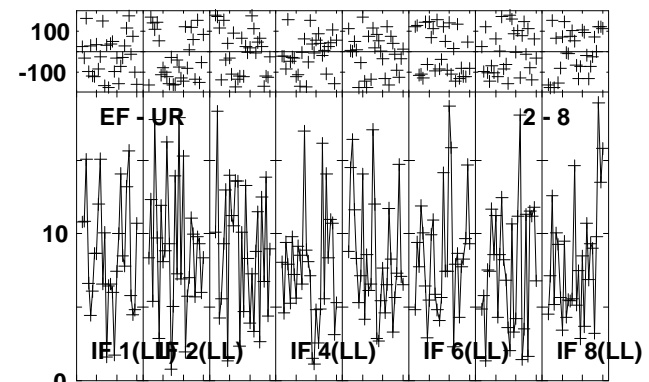 100
-100
EF - UR 2 - 8
10
IF 1(LL) IF 2(LL) IF 4(LL) IF 6(LL) IF 8(LL)
0